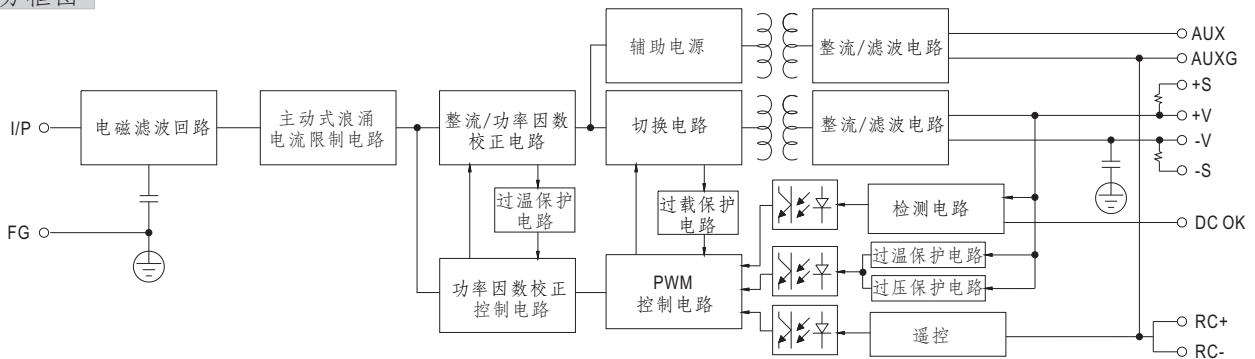 方框图
辅助电源
整流/滤波电路
AUX
AUXG
+S
I/P
电磁滤波回路
主动式浪涌
电流限制电路
整流/功率因数
校正电路
切换电路
整流/滤波电路
+V
-V
-S
过温保护
电路
过载保护
电路
检测电路
DC OK
FG
功率因数校正
控制电路
PWM
控制电路
过温保护电路
过压保护电路
遥控
RC+
RC-